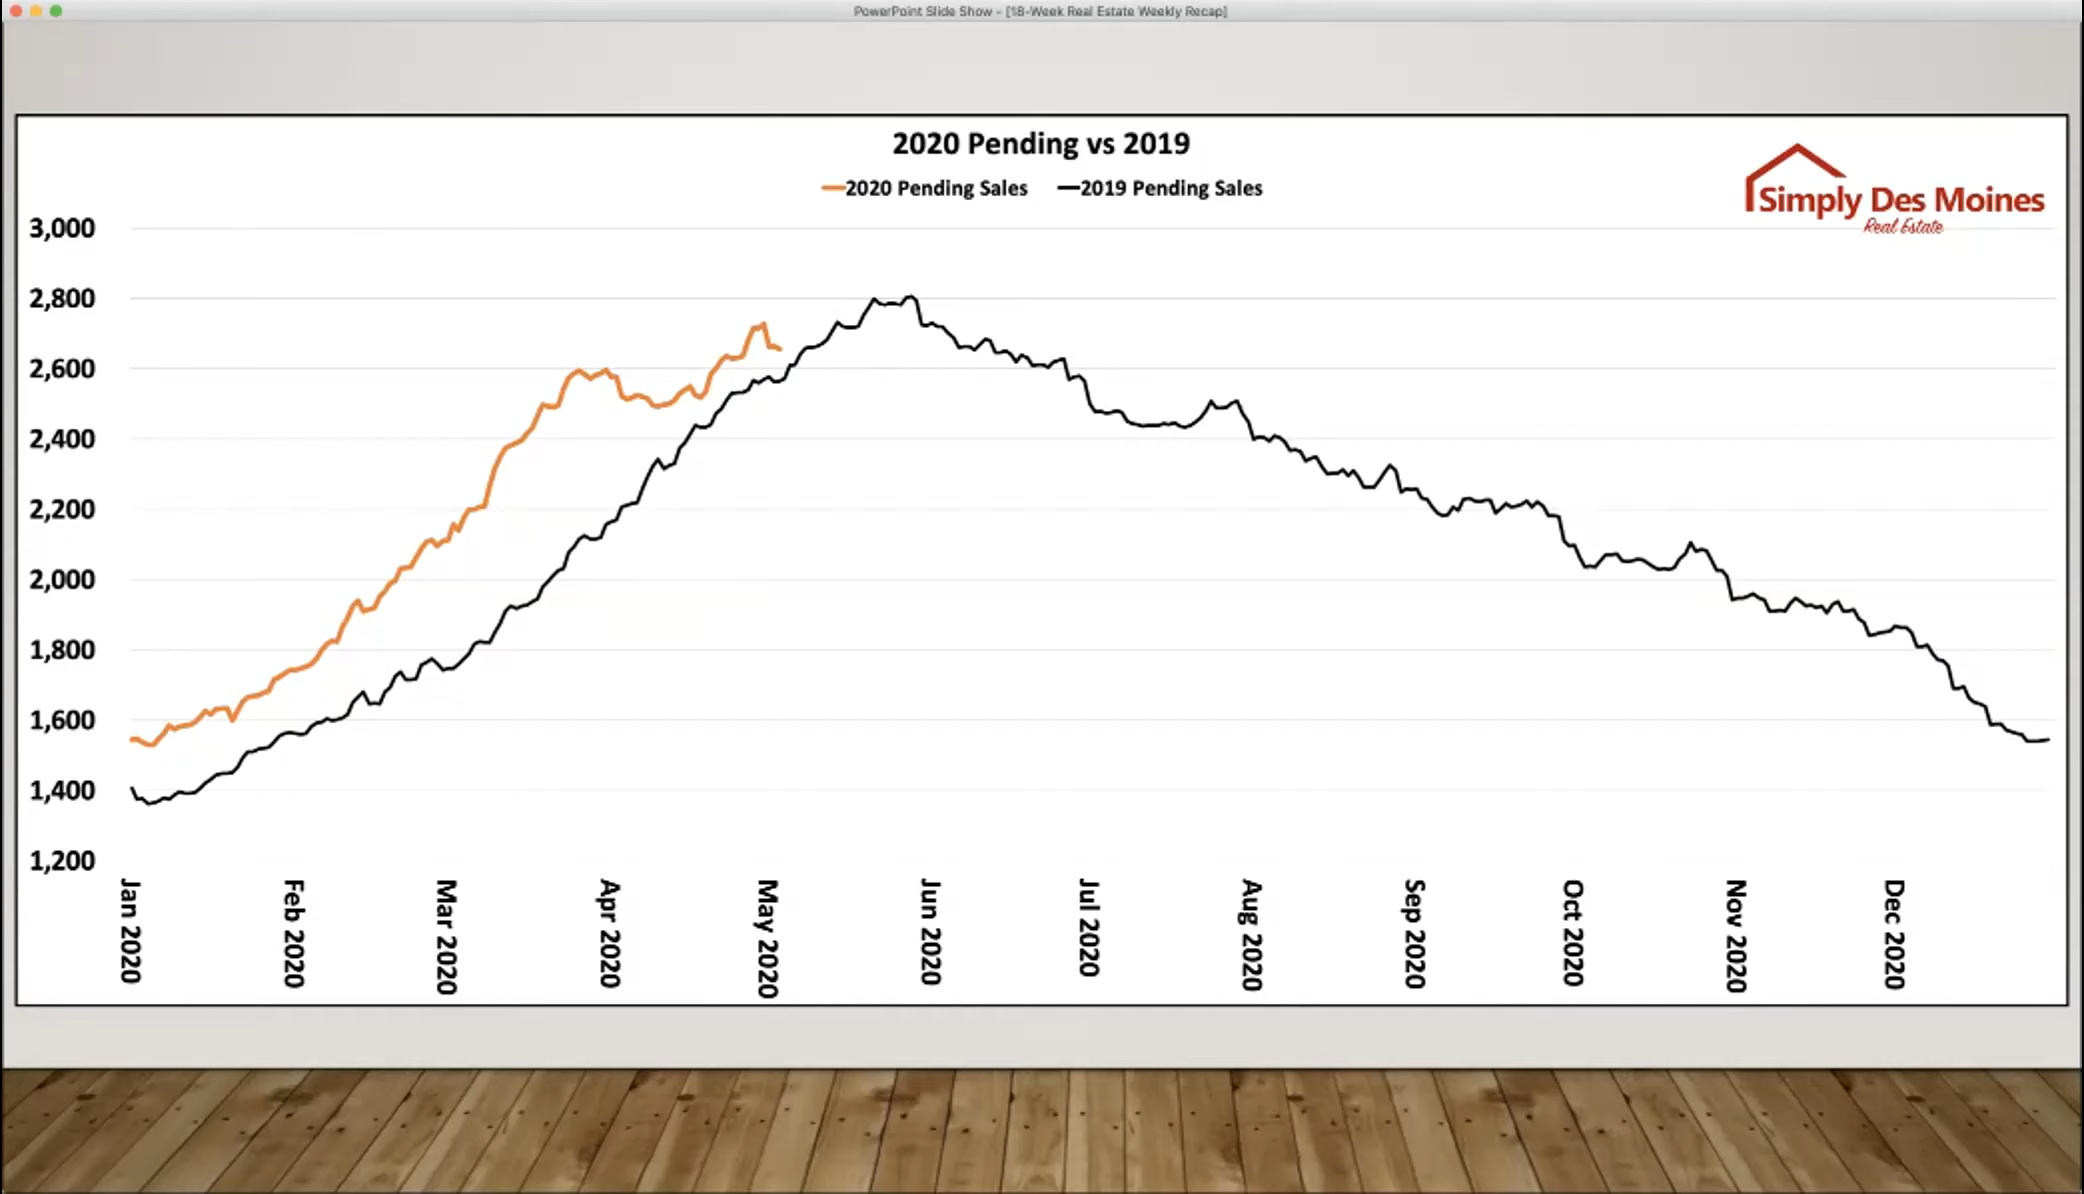 PowerPoint Slide Show - [18-Week Real Estate Weekly Recap]
2020 Pending vs 2019
2020 Pending Sales
2019 Pending Sales
Simply Des Moines
Real Estate
3,000
2,800
2,600
2,400
2,200
2,000
1,800
1,600
1,400
1,200
Jan 2020
Feb 2020
Mar 2020
Apr 2020
May 2020
Jun 2020
Jul 2020
Aug 2020
Sep 2020
Oct 2020
Nov 2020
Dec 2020